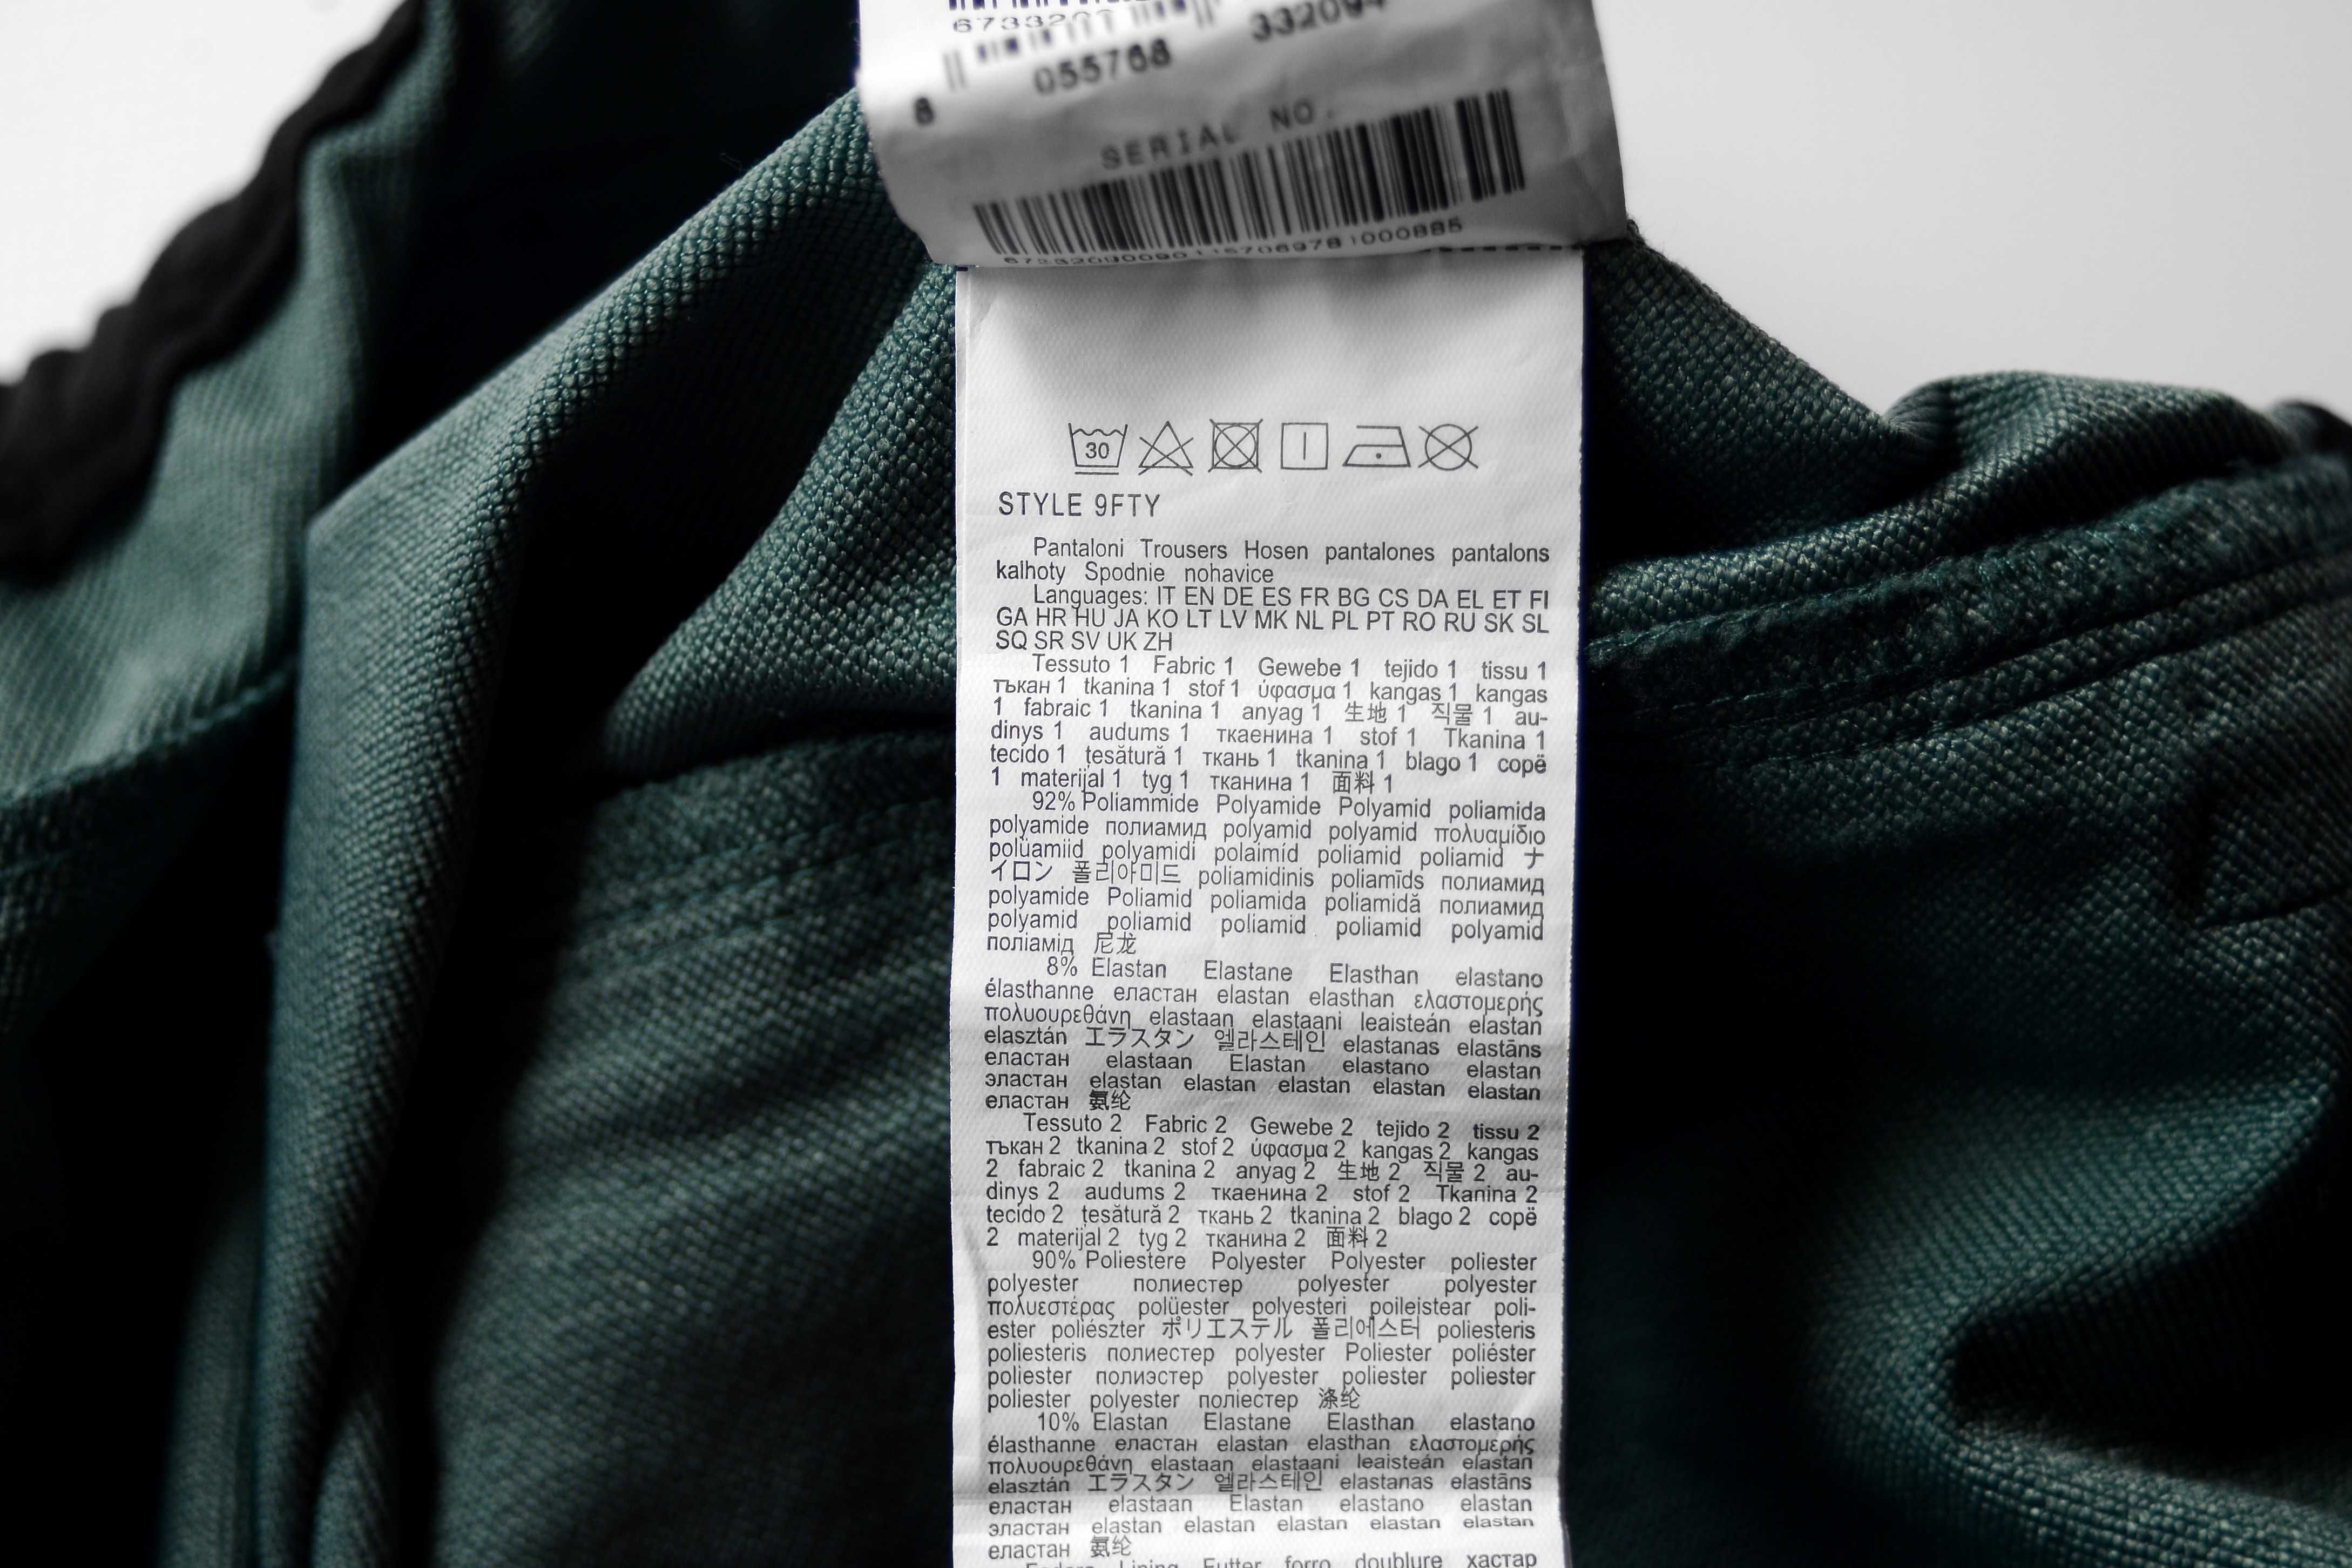 332094
055768
8
SERIAL NO.
30
STYLE 9FTY
Pantaloni Trousers Hosen pantalones pantalons
kalhoty Spodnie nohavice
Languages: IT EN DE ES FR BG CS DA EL ET FI
GA HR HU JA KO LT LV MK NL PL PT RO RU SK SL
SQ SR SV UK ZH
Tessuto 1 Fabric 1 Gewebe 1 tejido 1 tissu 1
тъкан 1 tkanina 1 stof 1 ύφασμα 1 kangas 1 kangas
1 fabraic 1 tkanina 1 anyag 1 生地 1 직물 1 au-
dinys 1 audums 1 ткаенина 1 stof 1 Tkanina 1
tecido 1 țesătură 1 ткань 1 tkanina 1 blago 1 copë
1 materijal 1 tyg 1 тканина 1 面料 1
92% Poliammide Polyamide Polyamid poliamida
polyamide полиамид polyamid polyamid πολυαμίδιο
polüamiid polyamidi polaimíd poliamid poliamid ナ
イロン 폴리아미드 poliamidinis poliamīds полиамид
polyamide Poliamid poliamida poliamidă полиамид
polyamid poliamid poliamid poliamid polyamid
поліамід 尼龙
8% Elastan Elastane Elasthan elastano
élasthanne еластан elastan elasthan ελαστομερής
πολυουρεθάνη elastaan elastaani leaisteán elastan
elasztán エラスタン 엘라스테인 elastanas elastāns
еластан elastaan Elastan elastano elastan
эластан elastan elastan elastan elastan elastan
еластан 氨纶
Tessuto 2 Fabric 2 Gewebe 2 tejido 2 tissu 2
тъкан 2 tkanina 2 stof 2 ύφασμα 2 kangas 2 kangas
2 fabraic 2 tkanina 2 anyag 2 生地 2 직물 2 au-
dinys 2 audums 2 ткаенина 2 stof 2 Tkanina 2
tecido 2 țesătură 2 ткань 2 tkanina 2 blago 2 copë
2 materijal 2 tyg 2 тканина 2 面料 2
90% Poliestere Polyester Polyester poliester
polyester полиестер polyester polyester
πολυεστέρας polüester polyesteri poileistear poli-
ester poliészter ポリエステル 폴리에스터 poliesteris
poliesteris полиестер polyester Poliester poliéster
poliester полиэстер polyester poliester poliester
poliester polyester поліестер 涤纶
10% Elastan Elastane Elasthan elastano
élasthanne еластан elastan elasthan ελαστομερής
πολυουρεθάνη elastaan elastaani leaisteán elastan
elasztán エラスタン 엘라스테인 elastanas elastāns
еластан elastaan Elastan elastano elastan
эластан elastan elastan elastan elastan elastan
еластан 氨纶
Fodera Lining Futter forro doublure хастар